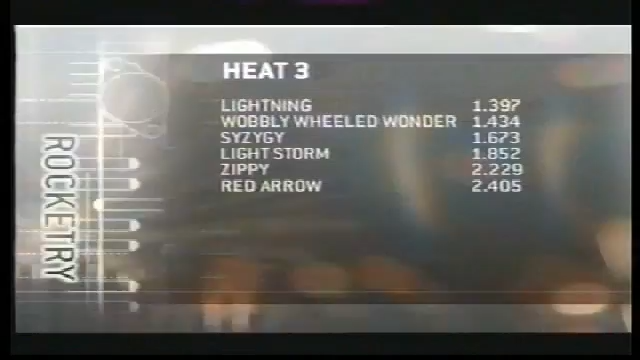 HEAT 3
LIGHTNING 1.397
WOBBLY WHEELED WONDER 1.434
SYZYGY 1.673
LIGHT STORM 1.852
ZIPPY 2.229
RED ARROW 2.405
ROCKETRY